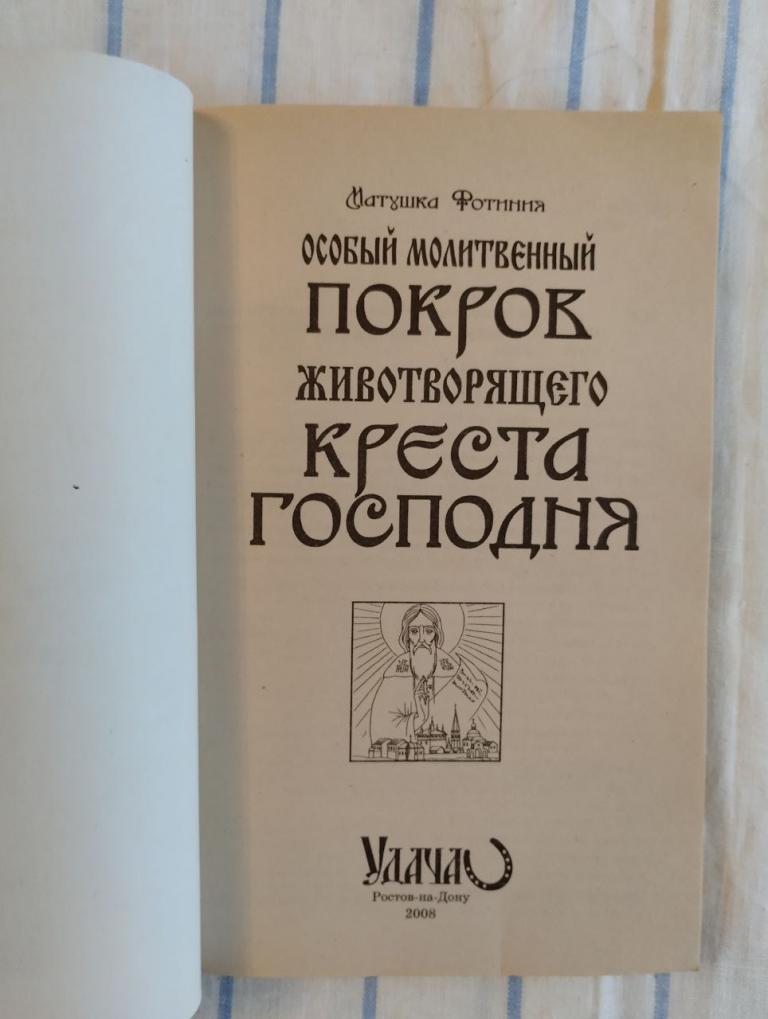 Матушка Фотиния
ОСОБЫЙ МОЛИТВЕННЫЙ
ПОКРОВ
ЖИВОТВОРЯЩЕГО
КРЕСТА
ГОСПОДНЯ
УДАЧА
Ростов-на-Дону
2008